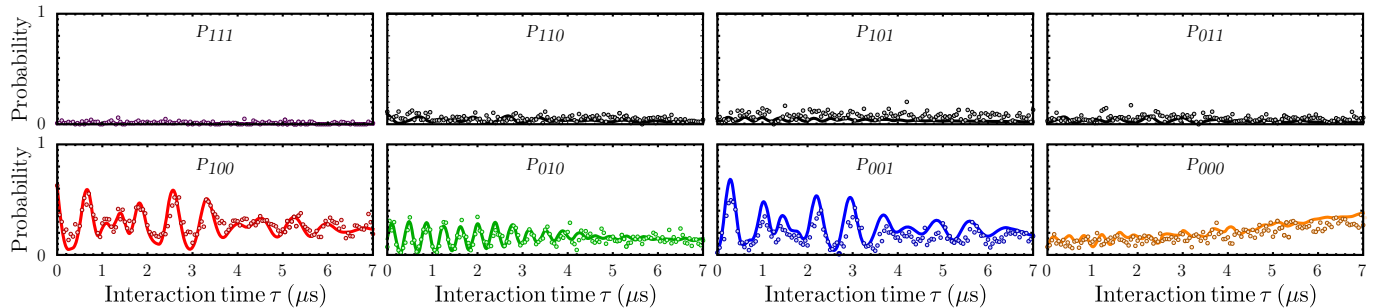 1
Probability
0
P111
P110
P101
P011
1
Probability
0
P100
P010
P001
P000
0 1 2 3 4 5 6 7
0 1 2 3 4 5 6 7
0 1 2 3 4 5 6 7
0 1 2 3 4 5 6 7
Interaction time τ (μs)
Interaction time τ (μs)
Interaction time τ (μs)
Interaction time τ (μs)